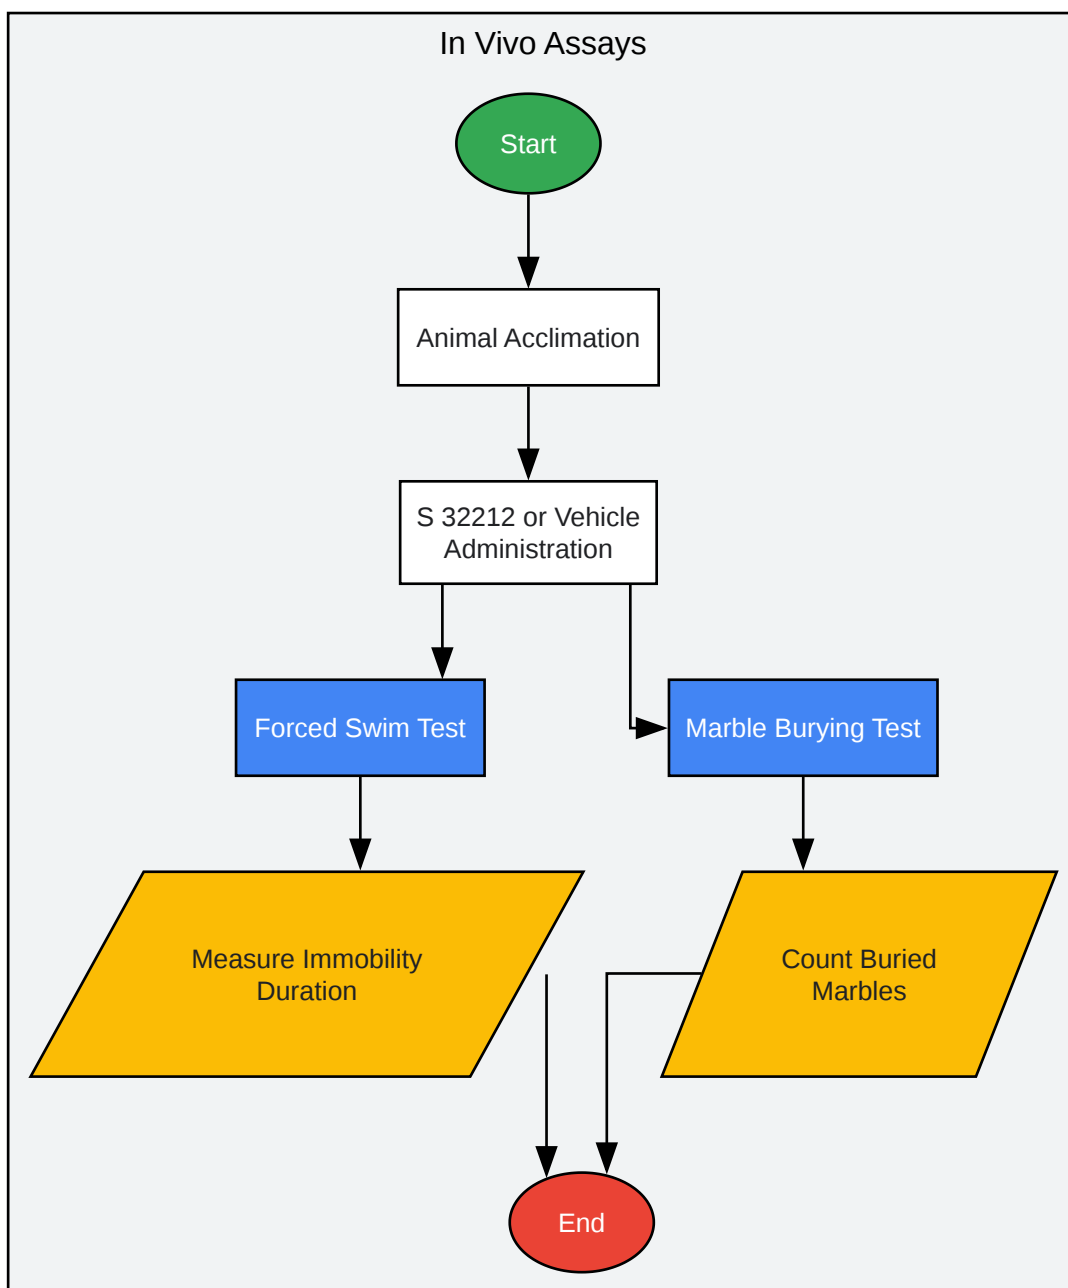 In Vivo Assays
Start
Animal Acclimation
S 32212 or Vehicle
Administration
Forced Swim Test
Marble Burying Test
Measure Immobility
Duration
Count Buried
Marbles
End